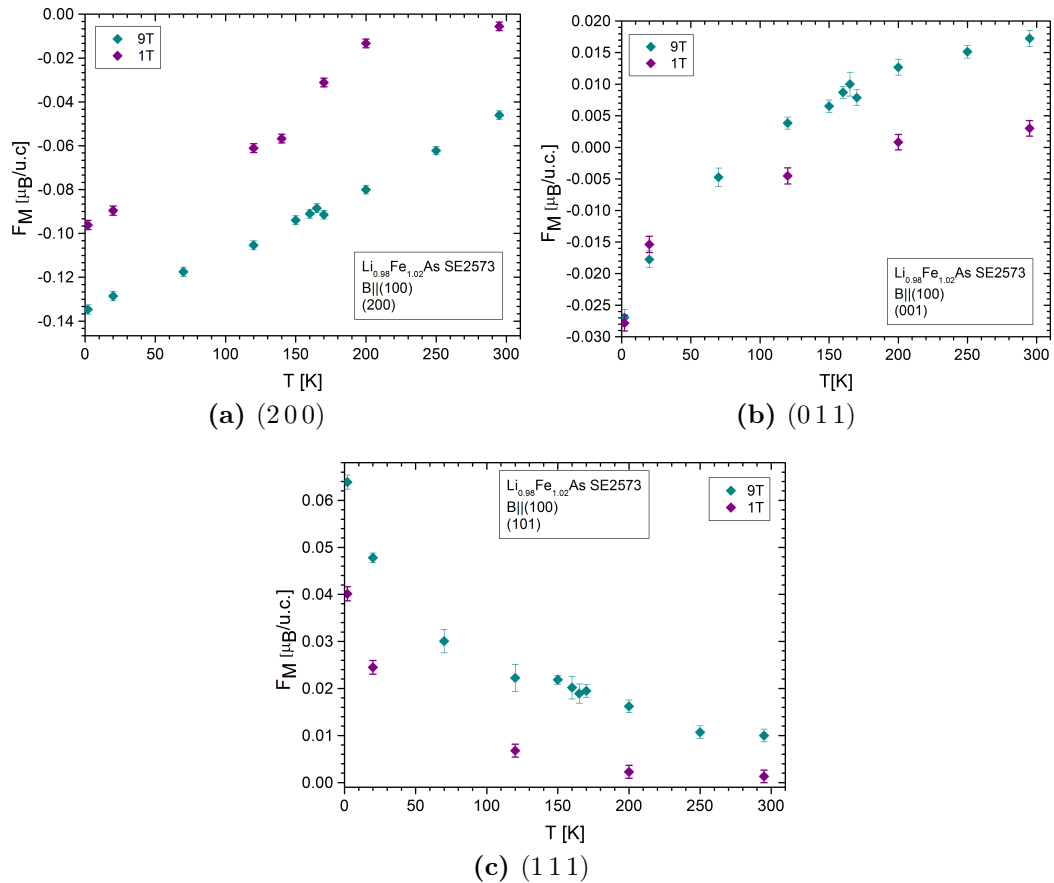 0.00
-0.02
-0.04
-0.06
-0.08
-0.10
-0.12
-0.14
F_M [μB/u.c.]
9T
1T
Li0.98Fe1.02As SE2573
B||(100)
(200)
0 50 100 150 200 250 300
T [K]
(a) (2 0 0)
0.020
0.015
0.010
0.005
0.000
-0.005
-0.010
-0.015
-0.020
-0.025
-0.030
F_M [μB/u.c.]
9T
1T
Li0.98Fe1.02As SE2573
B||(100)
(001)
0 50 100 150 200 250 300
T[K]
(b) (0 1 1)
0.06
0.05
0.04
0.03
0.02
0.01
0.00
F_M [μB/u.c.]
Li0.98Fe1.02As SE2573
B||(100)
(101)
9T
1T
0 50 100 150 200 250 300
T [K]
(c) (1 1 1)